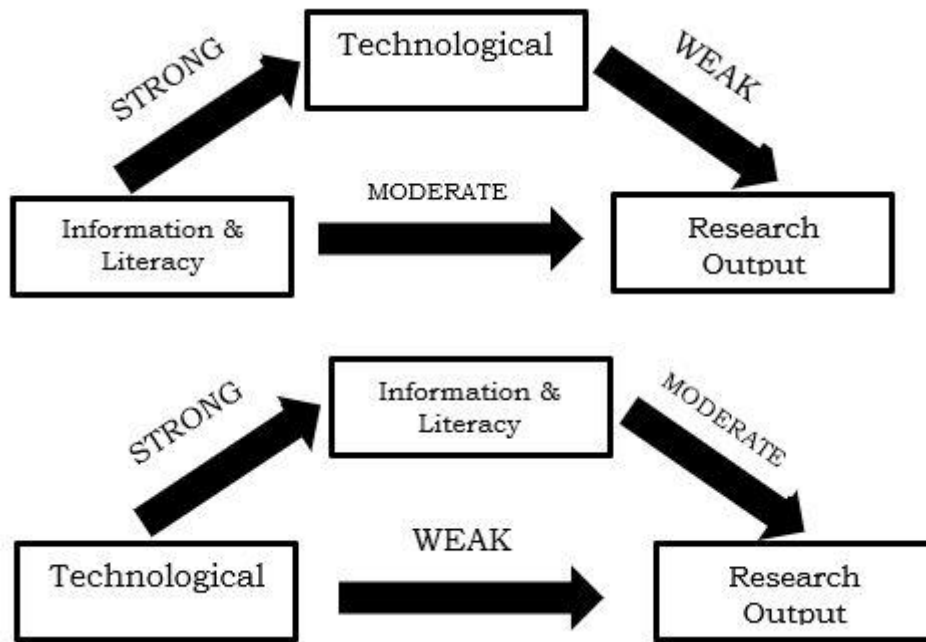 Technological
STRONG
WEAK
MODERATE
Information &
Literacy
Research
Output
Information &
Literacy
STRONG
MODERATE
WEAK
Technological
Research
Output